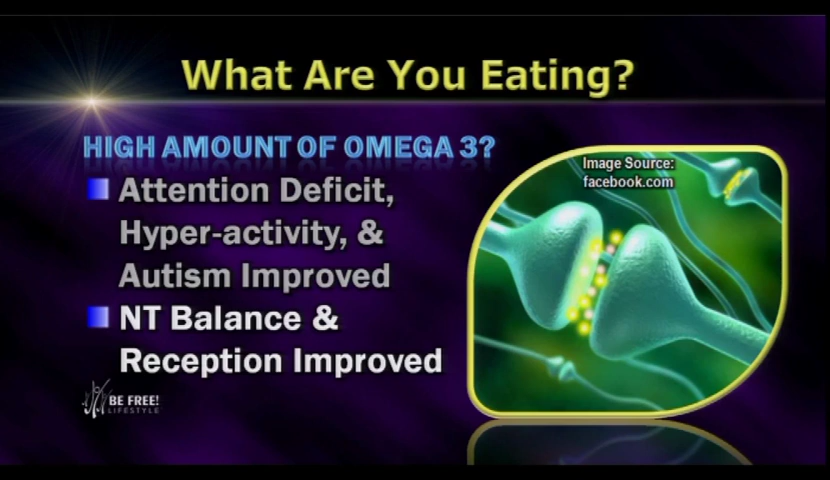 What Are You Eating?
HIGH AMOUNT OF OMEGA 3?
Attention Deficit,
Hyper-activity, &
Autism Improved
NT Balance &
Reception Improved
Image Source:
facebook.com
BE FREE!
LIFESTYLE